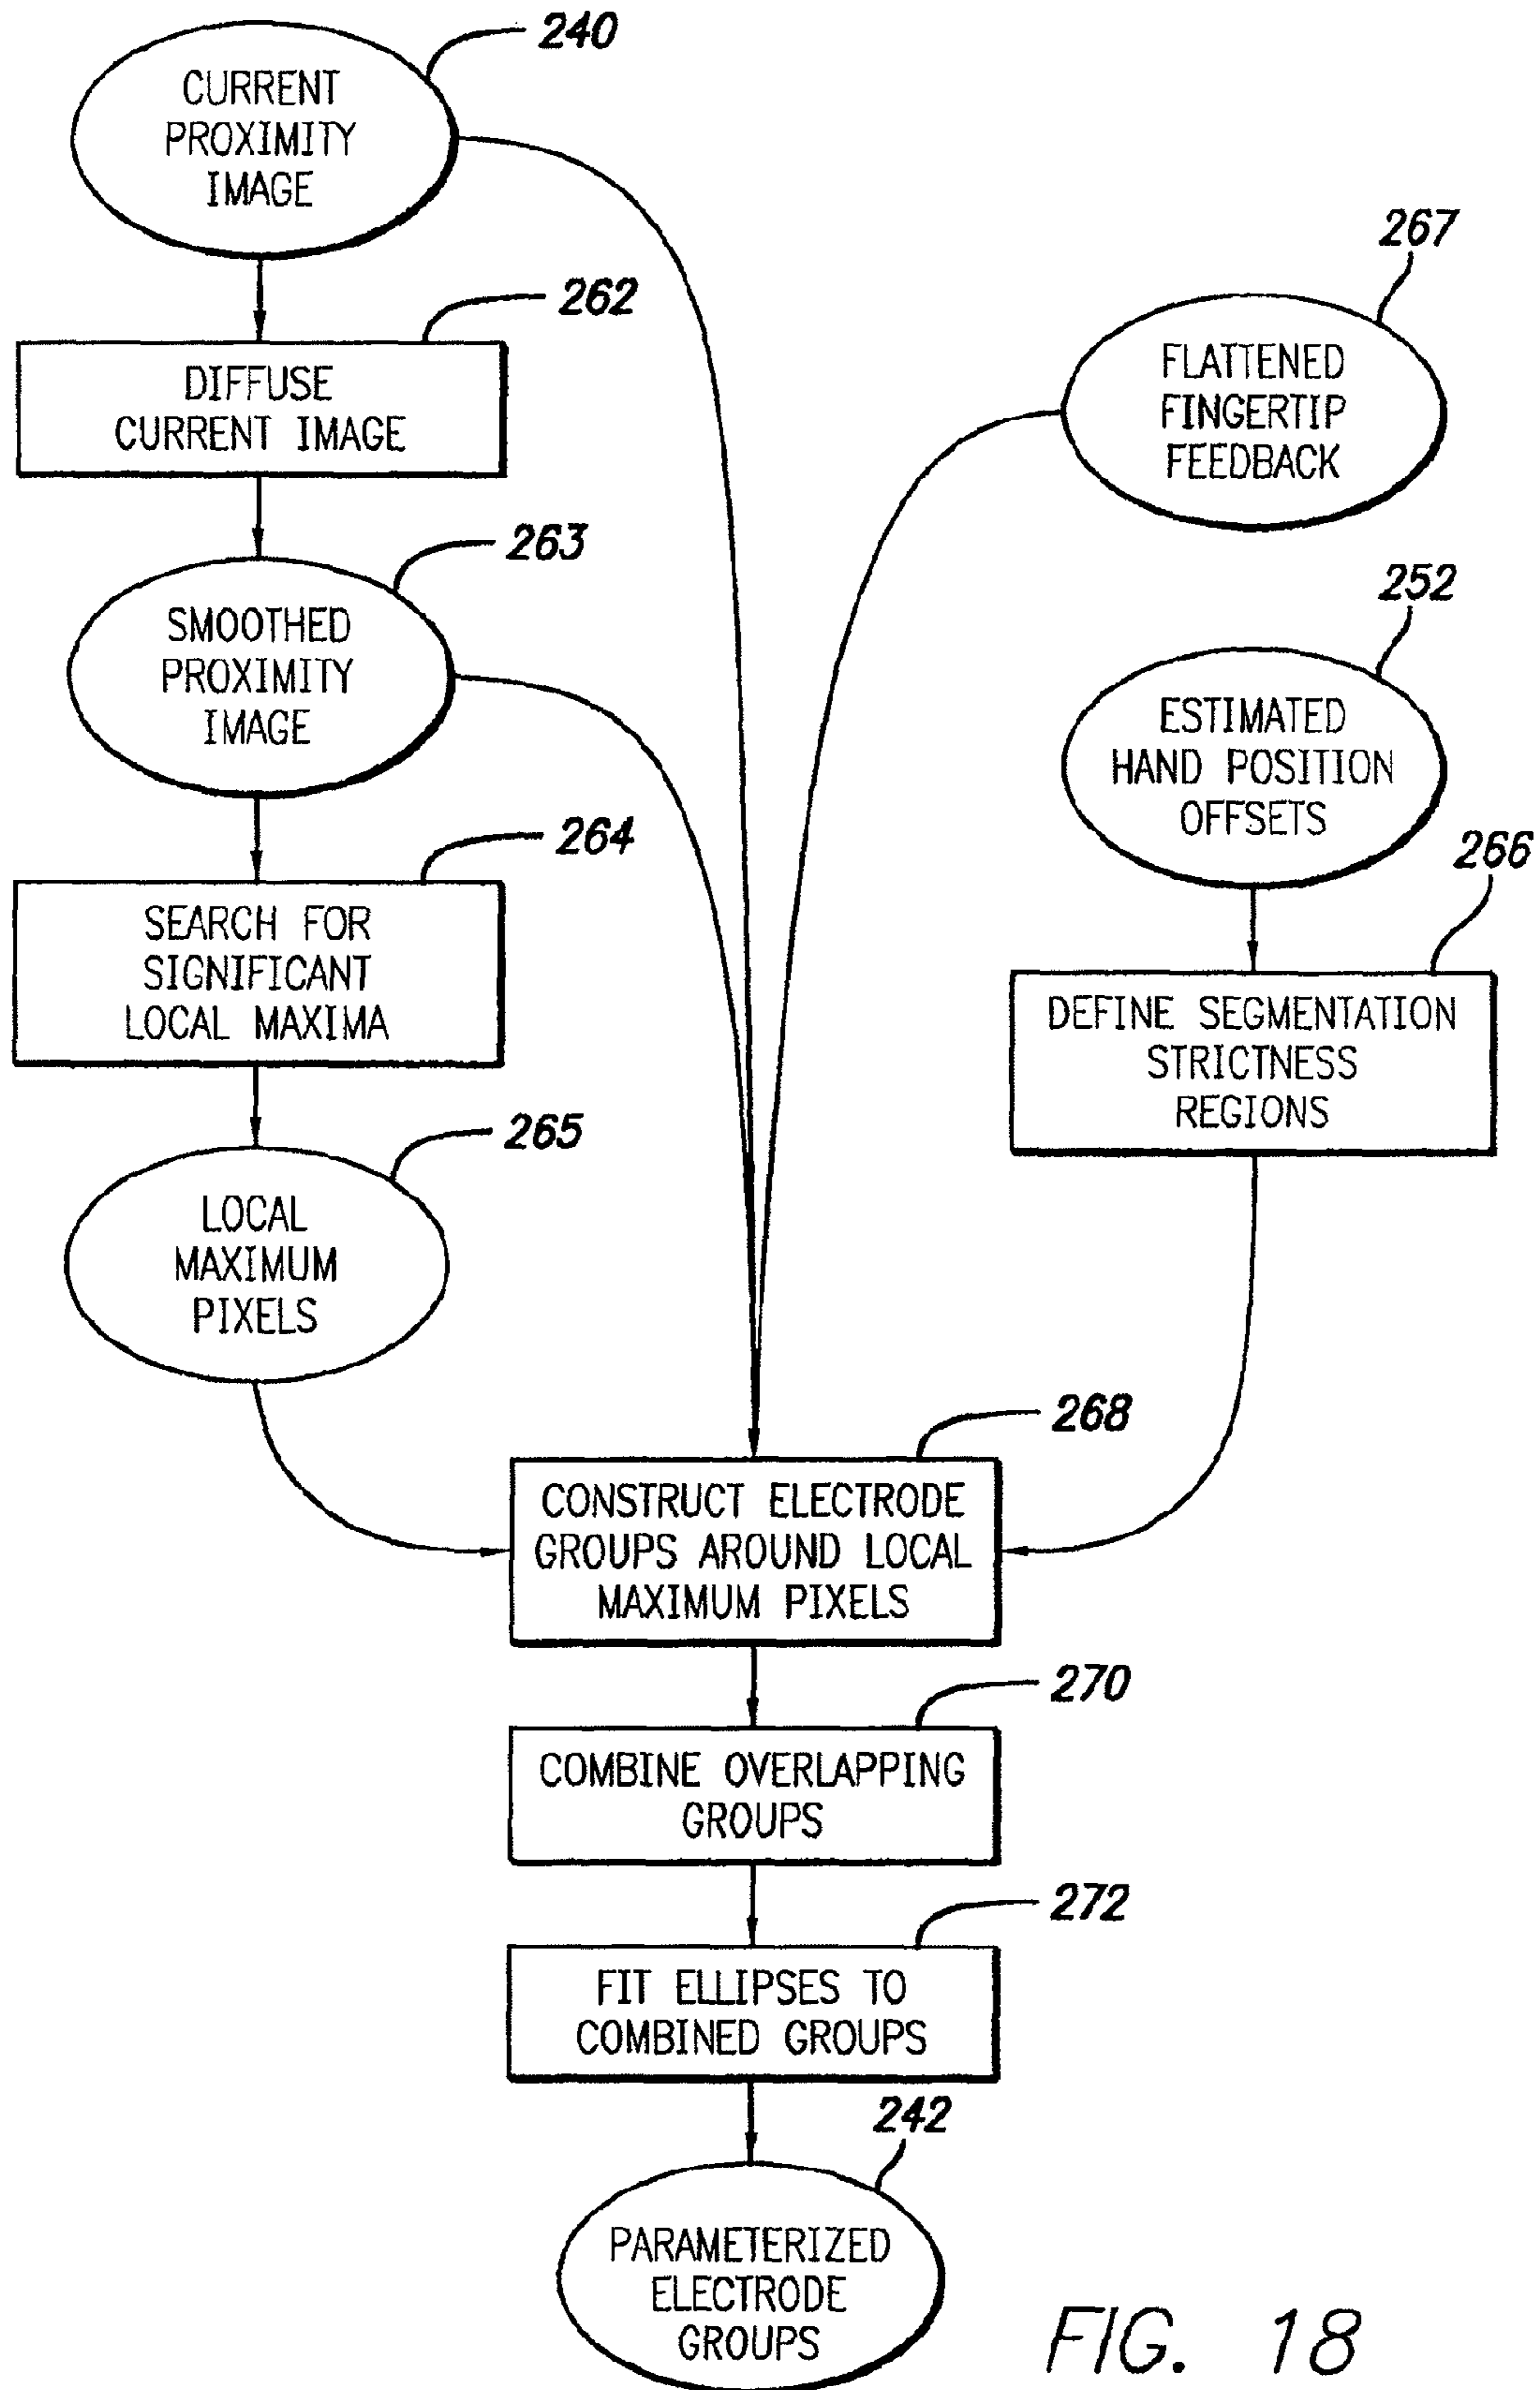 240
CURRENT
PROXIMITY
IMAGE
262
DIFFUSE
CURRENT IMAGE
263
SMOOTHED
PROXIMITY
IMAGE
264
SEARCH FOR
SIGNIFICANT
LOCAL MAXIMA
265
LOCAL
MAXIMUM
PIXELS
267
FLATTENED
FINGERTIP
FEEDBACK
252
ESTIMATED
HAND POSITION
OFFSETS
266
DEFINE SEGMENTATION
STRICTNESS
REGIONS
268
CONSTRUCT ELECTRODE
GROUPS AROUND LOCAL
MAXIMUM PIXELS
270
COMBINE OVERLAPPING
GROUPS
272
FIT ELLIPSES TO
COMBINED GROUPS
242
PARAMETERIZED
ELECTRODE
GROUPS
FIG. 18